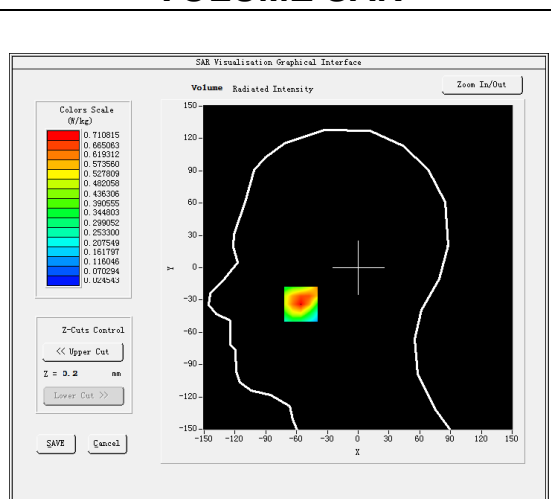 VOLUME SAR
SAR Visualisation Graphical Interface
Volume Radiated Intensity
Zoom In/Out
Colors Scale
(W/kg)
0.710815
0.665063
0.619312
0.573560
0.527809
0.482058
0.436306
0.390555
0.344803
0.299052
0.253300
0.207549
0.161797
0.116046
0.070294
0.024543
Z-Cuts Control
<< Upper Cut
Z = 0.2 mm
Lower Cut >>
SAVE Cancel
150
120
90
60
30
0
-30
-60
-90
-120
-150
Y
-150 -120 -90 -60 -30 0 30 60 90 120 150
X